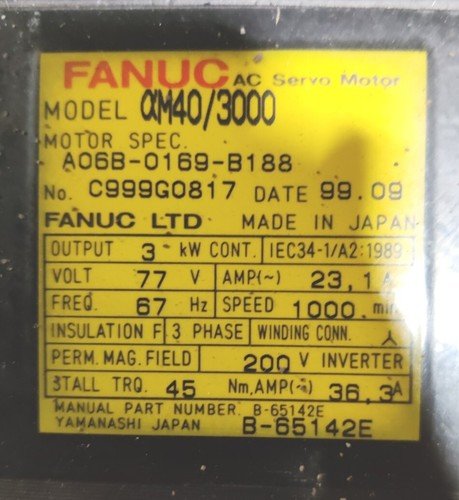 FANUC AC Servo Motor
MODEL αM40/3000
MOTOR SPEC.
A06B-0169-B188
No. C999G0817 DATE 99.09
FANUC LTD MADE IN JAPAN
OUTPUT 3 kW CONT. IEC34-1/A2:1989
VOLT 77 V AMP(~) 23,1 A
FREQ. 67 Hz SPEED 1000
INSULATION F 3 PHASE WINDING CONN. 人
PERM.MAG.FIELD 200 V INVERTER
STALL TRQ. 45 Nm,AMP(~) 36,3 A
MANUAL PART NUMBER. B-65142E
YAMANASHI JAPAN B-65142E